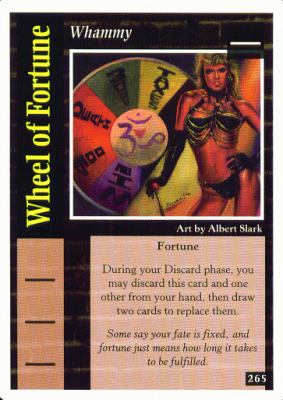 Wheel of Fortune
Whammy
ॐ
DEATH
Art by Albert Slark
Fortune
During your Discard phase, you
may discard this card and one
other from your hand, then draw
two cards to replace them.
Some say your fate is fixed, and
fortune just means how long it takes
to be fulfilled.
265